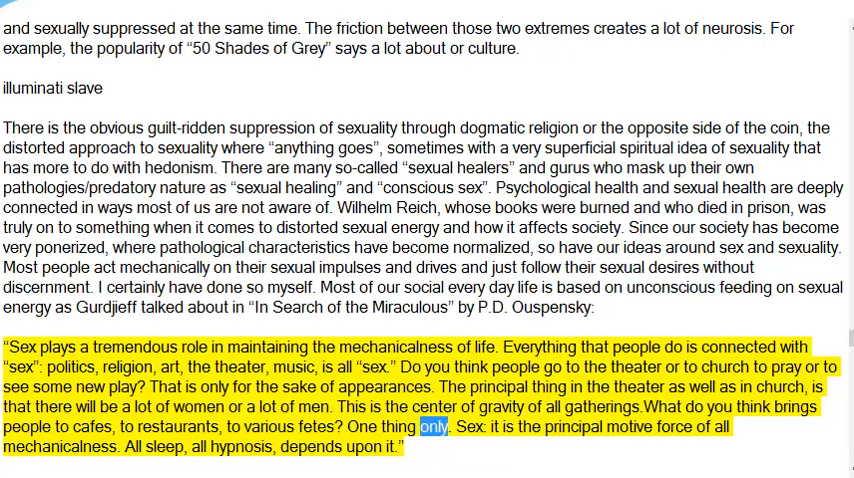 and sexually suppressed at the same time. The friction between those two extremes creates a lot of neurosis. For
example, the popularity of “50 Shades of Grey” says a lot about or culture.
illuminati slave
There is the obvious guilt-ridden suppression of sexuality through dogmatic religion or the opposite side of the coin, the
distorted approach to sexuality where “anything goes”, sometimes with a very superficial spiritual idea of sexuality that
has more to do with hedonism. There are many so-called “sexual healers” and gurus who mask up their own
pathologies/predatory nature as “sexual healing” and “conscious sex”. Psychological health and sexual health are deeply
connected in ways most of us are not aware of. Wilhelm Reich, whose books were burned and who died in prison, was
truly on to something when it comes to distorted sexual energy and how it affects society. Since our society has become
very ponerized, where pathological characteristics have become normalized, so have our ideas around sex and sexuality.
Most people act mechanically on their sexual impulses and drives and just follow their sexual desires without
discernment. I certainly have done so myself. Most of our social every day life is based on unconscious feeding on sexual
energy as Gurdjieff talked about in “In Search of the Miraculous” by P.D. Ouspensky:
“Sex plays a tremendous role in maintaining the mechanicalness of life. Everything that people do is connected with
“sex”: politics, religion, art, the theater, music, is all “sex.” Do you think people go to the theater or to church to pray or to
see some new play? That is only for the sake of appearances. The principal thing in the theater as well as in church, is
that there will be a lot of women or a lot of men. This is the center of gravity of all gatherings.What do you think brings
people to cafes, to restaurants, to various fetes? One thing only. Sex: it is the principal motive force of all
mechanicalness. All sleep, all hypnosis, depends upon it.”